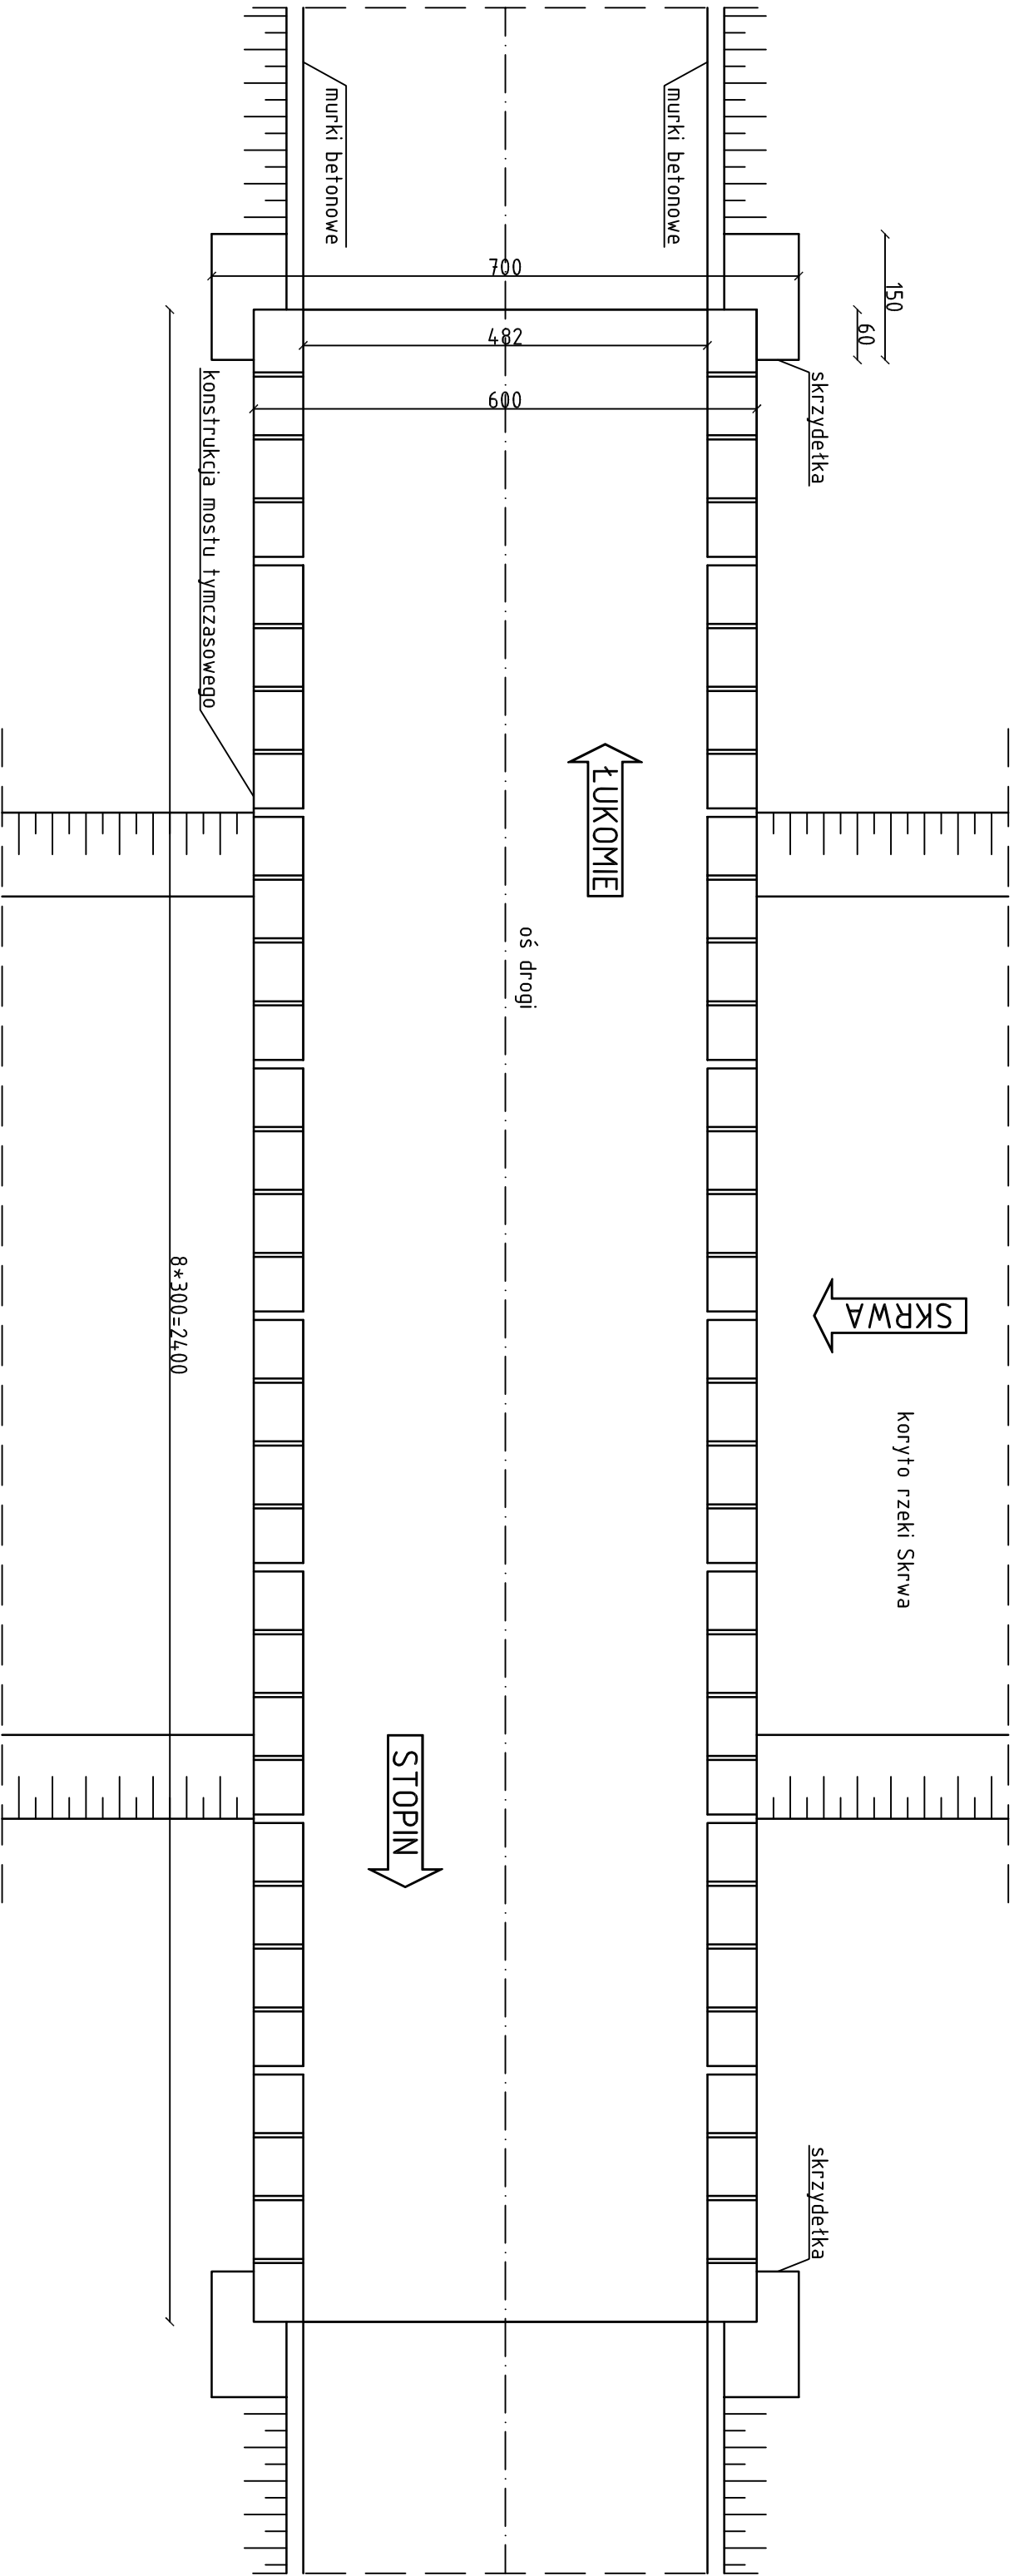 murki betonowe
murki betonowe
700
150
60
482
skrzydełka
600
konstrukcja mostu tymczasowego
ŁUKOMIE
oś drogi
SKRWA
8*300=2400
koryto rzeki Skrwa
STOPIN
skrzydełka